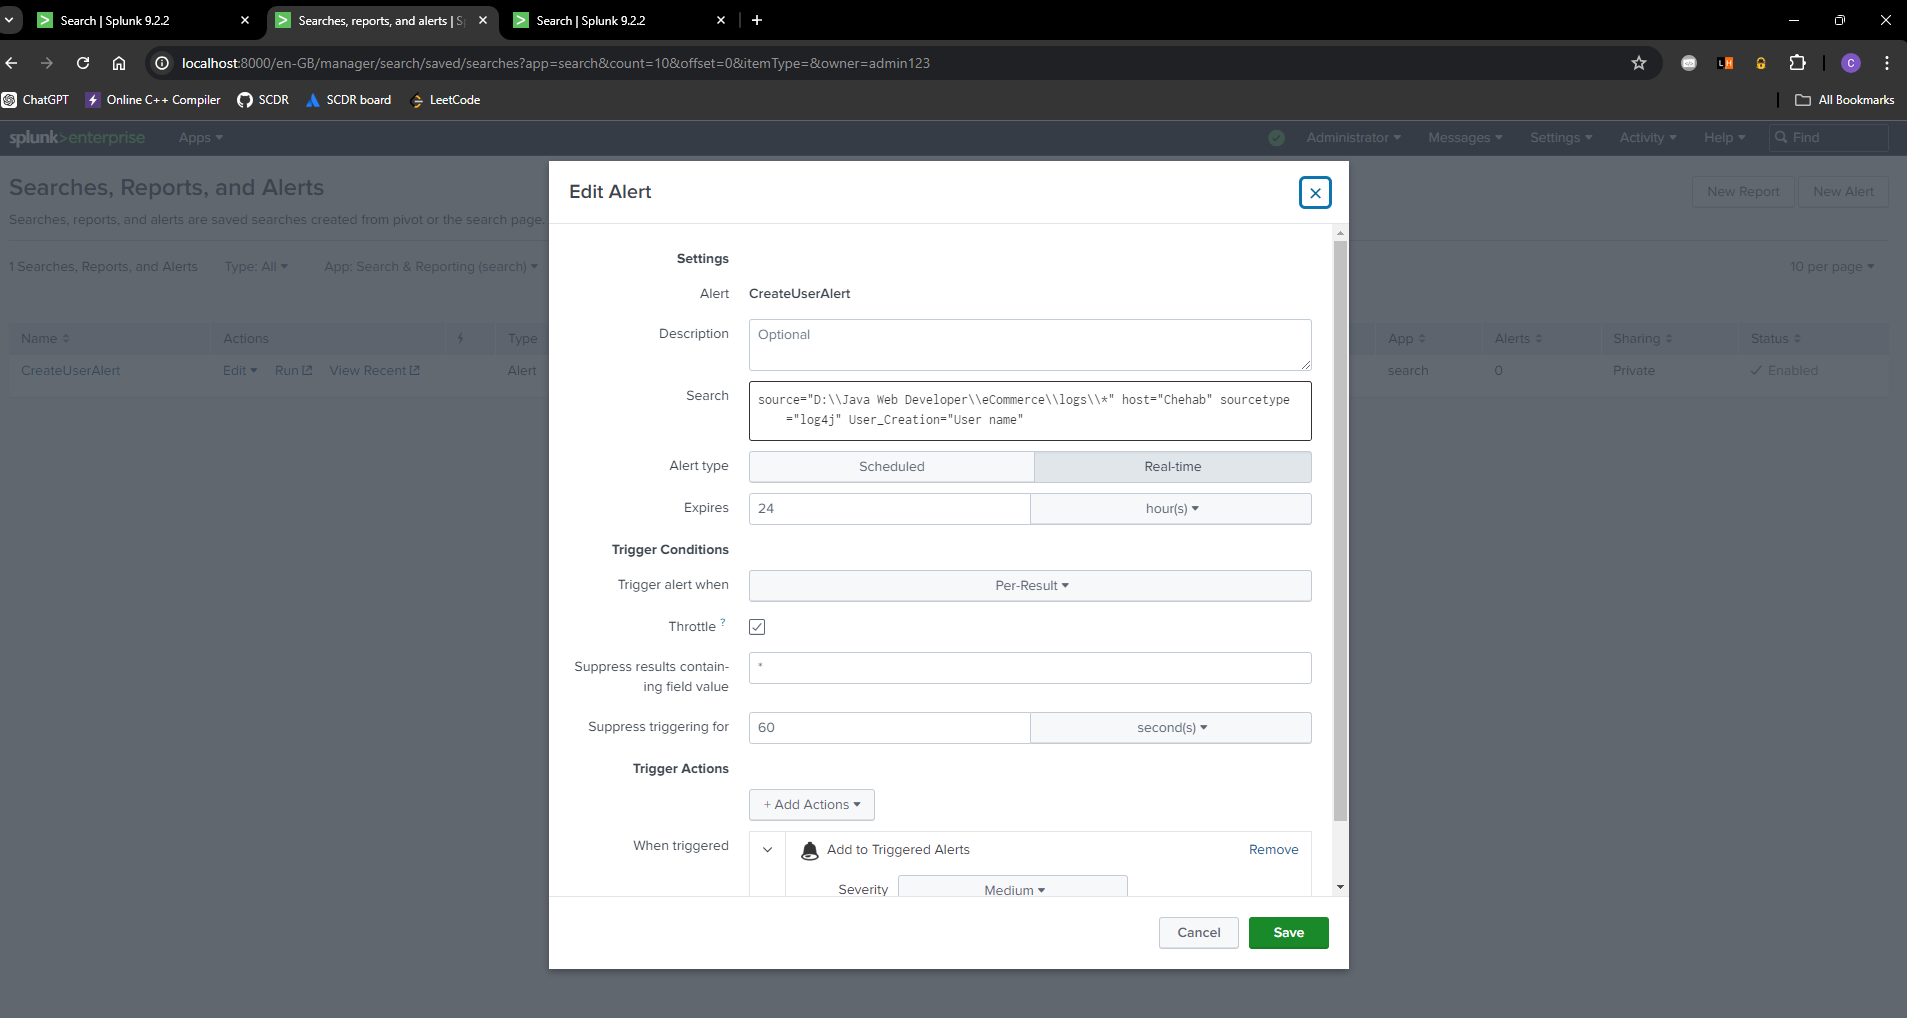 Search | Splunk 9.2.2
Searches, reports, and alerts | S
Search | Splunk 9.2.2
localhost:8000/en-GB/manager/search/saved/searches?app=search&count=10&offset=0&itemType=&owner=admin123
C
ChatGPT
Online C++ Compiler
SCDR
SCDR board
LeetCode
All Bookmarks
splunk>enterprise
Apps
Administrator
Messages
Settings
Activity
Help
Find
Searches, Reports, and Alerts
New Report
New Alert
Searches, reports, and alerts are saved searches created from pivot or the search page.
1 Searches, Reports, and Alerts
Type: All
App: Search & Reporting (search)
10 per page
Name
Actions
Type
App
Alerts
Sharing
Status
CreateUserAlert
Edit
Run
View Recent
Alert
search
0
Private
Enabled
Edit Alert
Settings
Alert
CreateUserAlert
Description
Optional
Search
source="D:\\Java Web Developer\\eCommerce\\logs\\*" host="Chehab" sourcetype
="log4j" User_Creation="User name"
Alert type
Scheduled
Real-time
Expires
24
hour(s)
Trigger Conditions
Trigger alert when
Per-Result
Throttle ?
Suppress results contain-
ing field value
*
Suppress triggering for
60
second(s)
Trigger Actions
+ Add Actions
When triggered
Add to Triggered Alerts
Remove
Severity
Medium
Cancel
Save